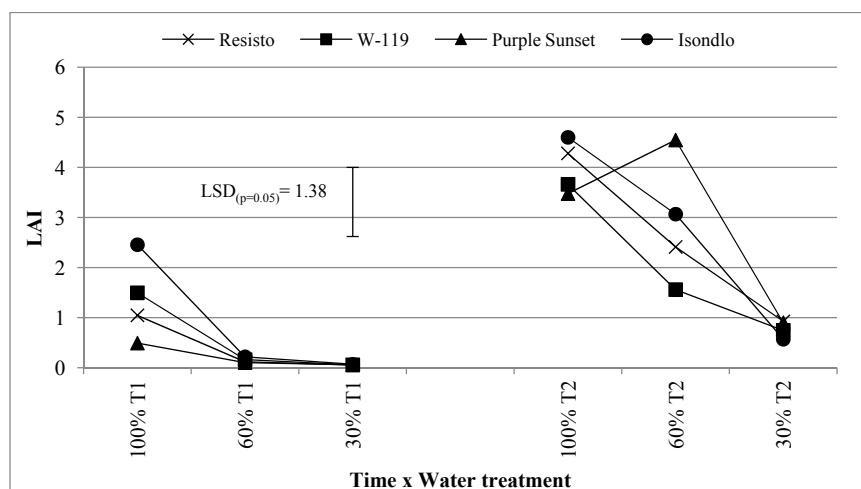 Resisto W-119 Purple Sunset Isondlo
6
5
4
3
2
1
0
LAI
LSD(p=0.05)= 1.38
100% T1
60% T1
30% T1
100% T2
60% T2
30% T2
Time x Water treatment